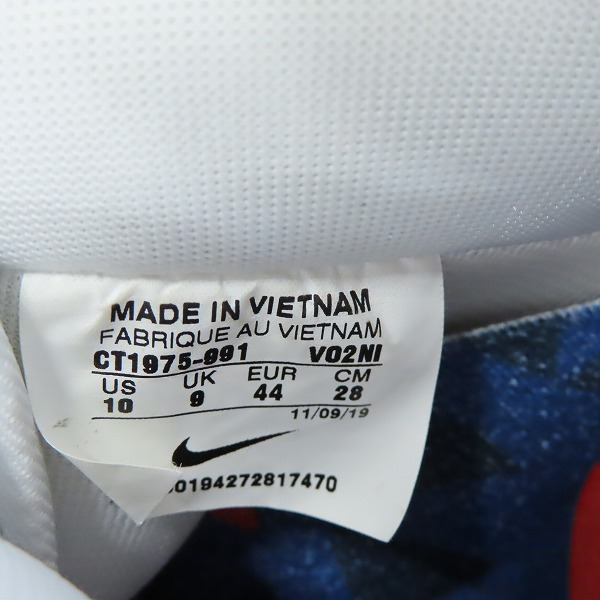 MADE IN VIETNAM
FABRIQUE AU VIETNAM
CT1975-991 VO2NI
US UK EUR CM
10 9 44 28
11/09/19
00194272817470